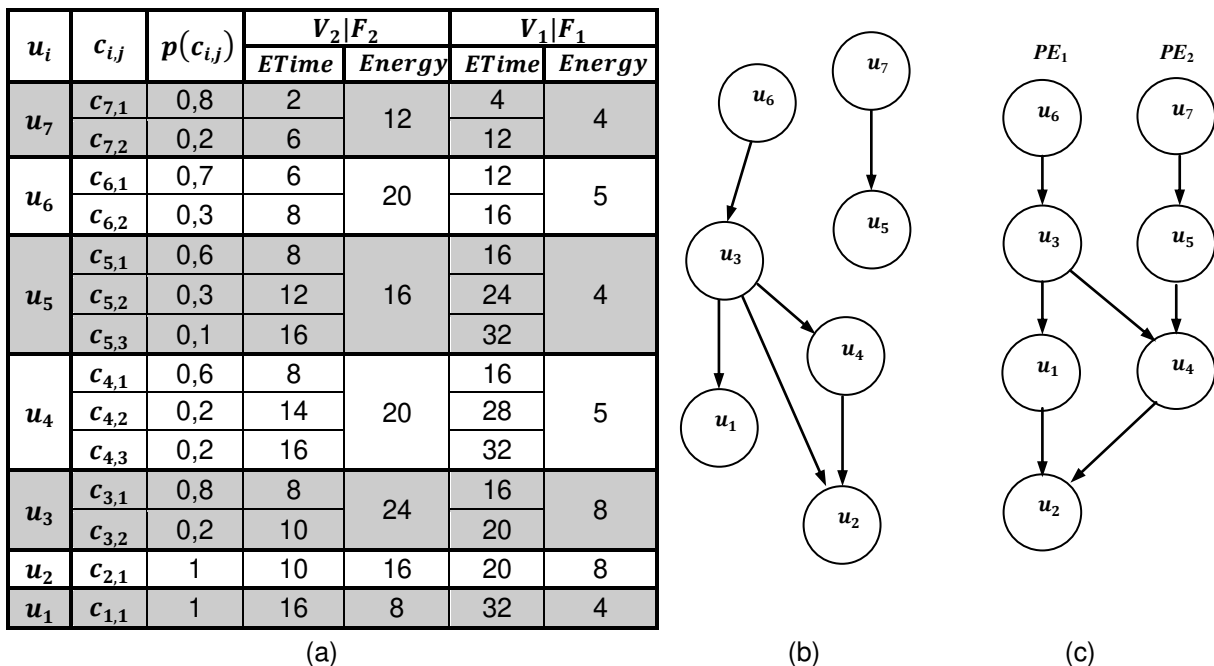 u_i c_{i,j} p(c_{i,j}) V_2|F_2 V_1|F_1
ETime Energy ETime Energy
u_7 c_{7,1} 0,8 2 12 4 4
c_{7,2} 0,2 6 12
u_6 c_{6,1} 0,7 6 20 12 5
c_{6,2} 0,3 8 16
u_5 c_{5,1} 0,6 8 16 16 4
c_{5,2} 0,3 12 24
c_{5,3} 0,1 16 32
u_4 c_{4,1} 0,6 8 20 16 5
c_{4,2} 0,2 14 28
c_{4,3} 0,2 16 32
u_3 c_{3,1} 0,8 8 24 16 8
c_{3,2} 0,2 10 20
u_2 c_{2,1} 1 10 16 20 8
u_1 c_{1,1} 1 16 8 32 4
(a)
u_6 u_7
u_3 u_5
u_4
u_1
u_2
(b)
PE_1 PE_2
u_6 u_7
u_3 u_5
u_1 u_4
u_2
(c)